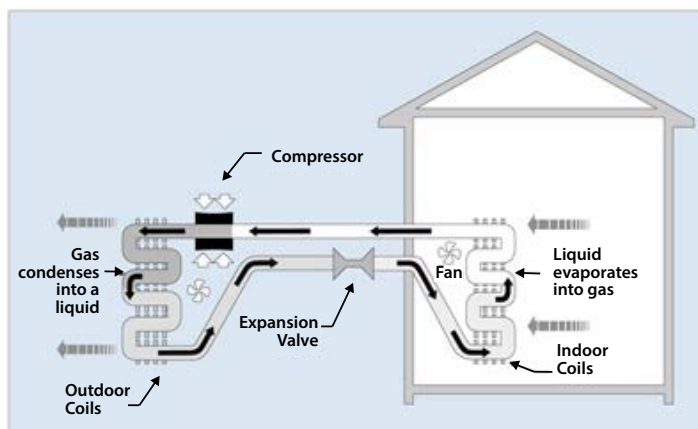 Compressor
Gas
condenses
into a
liquid
Fan
Liquid
evaporates
into gas
Expansion
Valve
Outdoor
Coils
Indoor
Coils